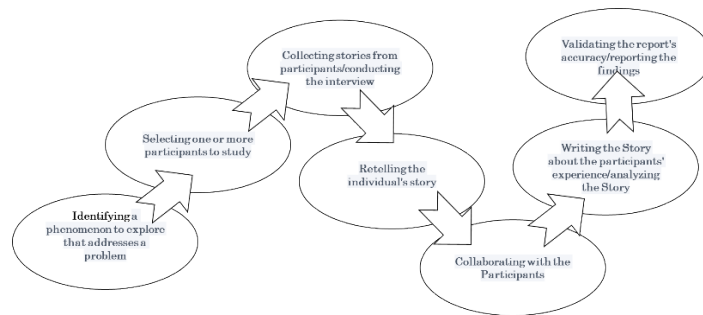 Identifying a
phenomenon to explore
that addresses a
problem
Selecting one or more
participants to study
Collecting stories from
participants/conducting
the interview
Retelling the
individual's story
Collaborating with the
Participants
Writing the Story
about the participants'
experience/analyzing
the Story
Validating the report's
accuracy/reporting the
findings